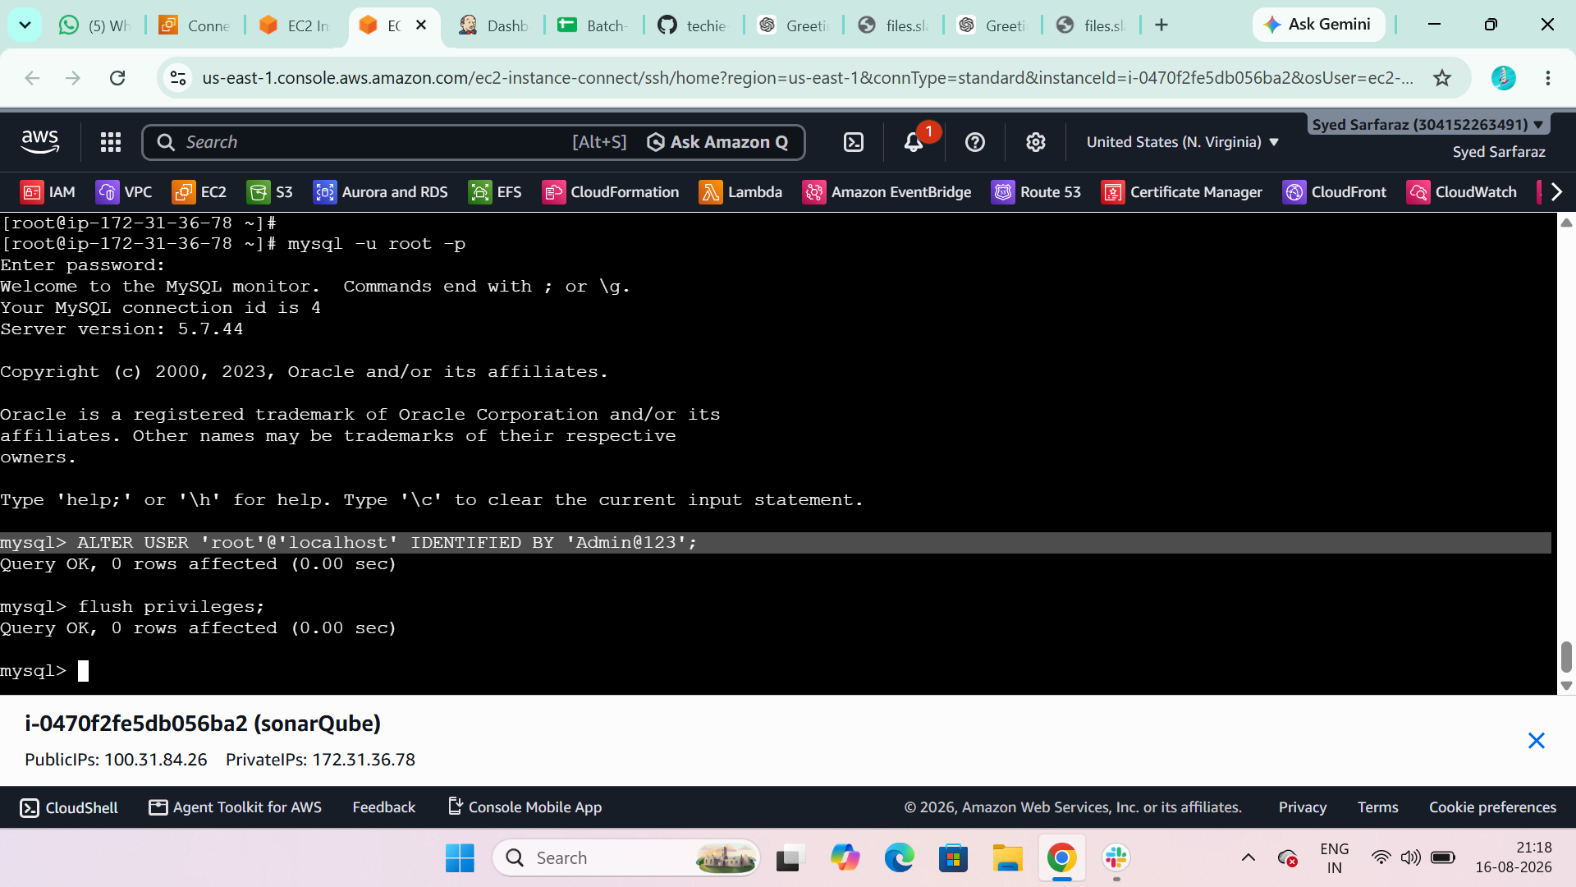 (5) Wh
Conne
EC2 In
EC
Dashb
Batch-
techie
Greeti
files.sl
Greeti
files.sl
Ask Gemini
us-east-1.console.aws.amazon.com/ec2-instance-connect/ssh/home?region=us-east-1&connType=standard&instanceId=i-0470f2fe5db056ba2&osUser=ec2-...
aws
Search
[Alt+S]
Ask Amazon Q
1
United States (N. Virginia) ▼
Syed Sarfaraz (304152263491) ▼
Syed Sarfaraz
IAM
VPC
EC2
S3
Aurora and RDS
EFS
CloudFormation
Lambda
Amazon EventBridge
Route 53
Certificate Manager
CloudFront
CloudWatch
[root@ip-172-31-36-78 ~]#
[root@ip-172-31-36-78 ~]# mysql -u root -p
Enter password:
Welcome to the MySQL monitor.  Commands end with ; or \g.
Your MySQL connection id is 4
Server version: 5.7.44
Copyright (c) 2000, 2023, Oracle and/or its affiliates.
Oracle is a registered trademark of Oracle Corporation and/or its
affiliates. Other names may be trademarks of their respective
owners.
Type 'help;' or '\h' for help. Type '\c' to clear the current input statement.
mysql> ALTER USER 'root'@'localhost' IDENTIFIED BY 'Admin@123';
Query OK, 0 rows affected (0.00 sec)
mysql> flush privileges;
Query OK, 0 rows affected (0.00 sec)
mysql>
i-0470f2fe5db056ba2 (sonarQube)
PublicIPs: 100.31.84.26    PrivateIPs: 172.31.36.78
CloudShell
Agent Toolkit for AWS
Feedback
Console Mobile App
© 2026, Amazon Web Services, Inc. or its affiliates.
Privacy
Terms
Cookie preferences
Search
ENG
IN
21:18
16-08-2026